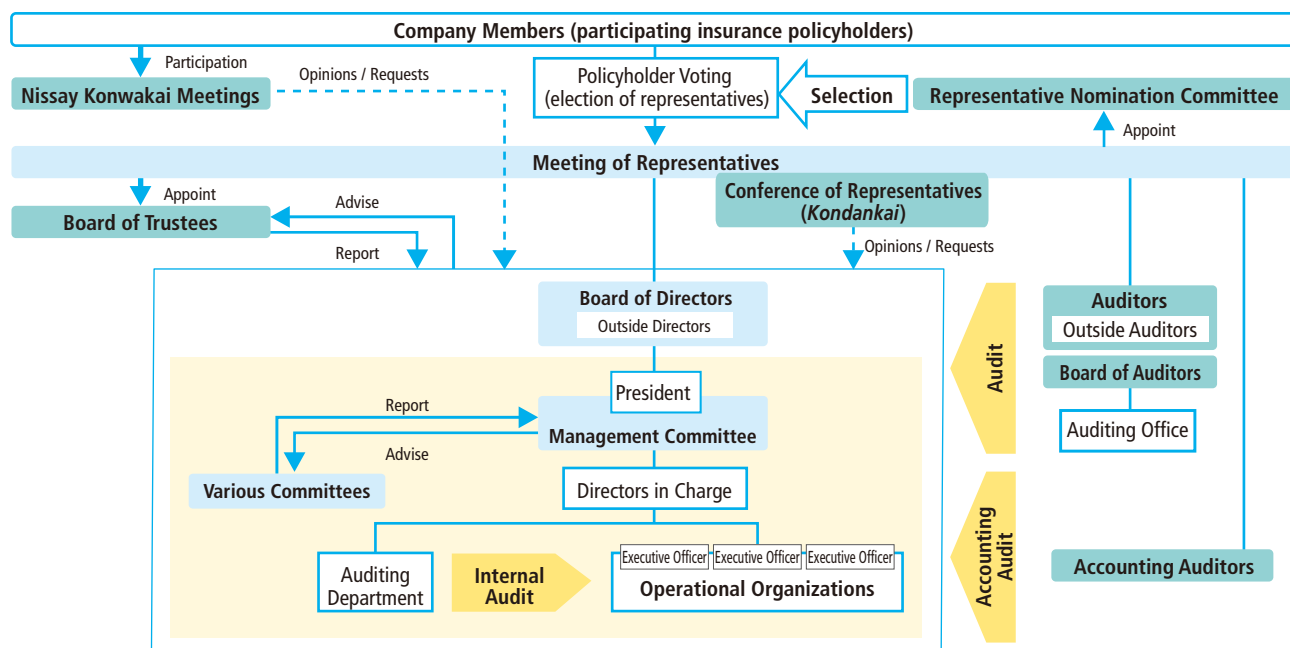 Company Members (participating insurance policyholders)
Participation
Opinions / Requests
Nissay Konwakai Meetings
Policyholder Voting
(election of representatives)
Selection
Representative Nomination Committee
Appoint
Meeting of Representatives
Appoint
Board of Trustees
Advise
Report
Conference of Representatives
(Kondankai)
Opinions / Requests
Board of Directors
Outside Directors
President
Management Committee
Report
Advise
Various Committees
Directors in Charge
Auditing
Department
Internal
Audit
Executive Officer
Executive Officer
Executive Officer
Operational Organizations
Audit
Auditors
Outside Auditors
Board of Auditors
Auditing Office
Accounting
Audit
Accounting Auditors